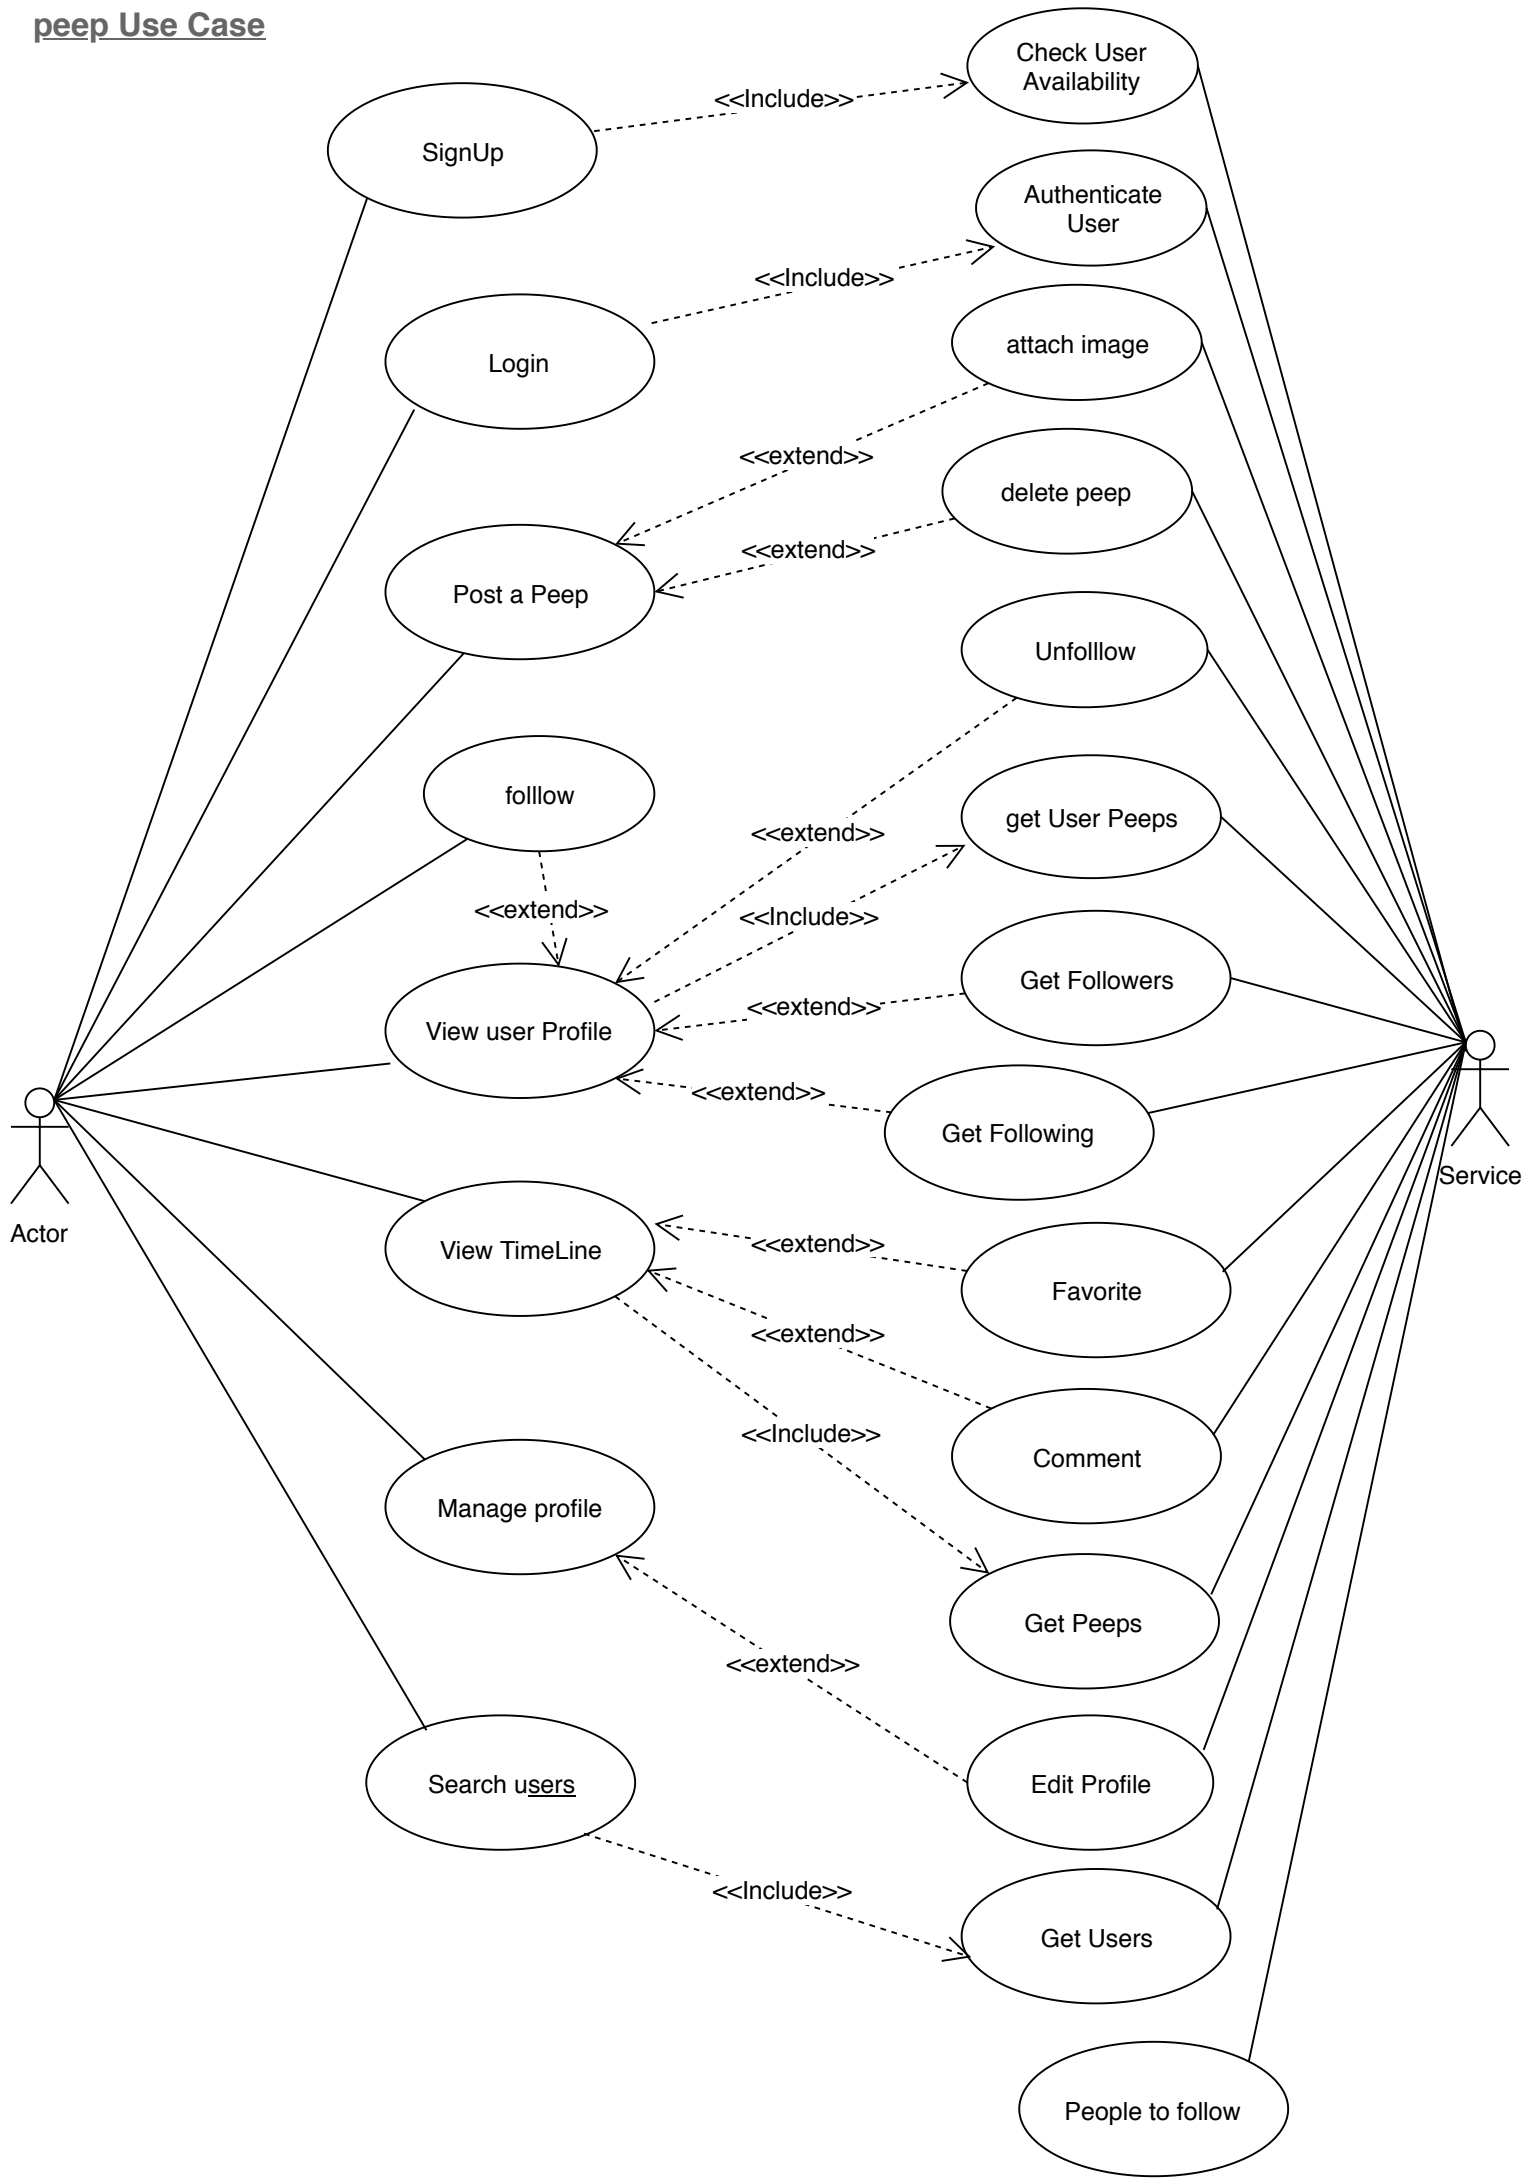 peep Use Case
Check User
Availability
<<Include>>
SignUp
Authenticate
User
<<Include>>
attach image
Login
<<extend>>
delete peep
<<extend>>
Post a Peep
Unfolllow
folllow
get User Peeps
<<extend>>
<<extend>>
<<Include>>
Get Followers
<<extend>>
View user Profile
<<extend>>
Get Following
Service
Actor
<<extend>>
View TimeLine
Favorite
<<extend>>
<<Include>>
Comment
Manage profile
Get Peeps
<<extend>>
Search users
Edit Profile
<<Include>>
Get Users
People to follow